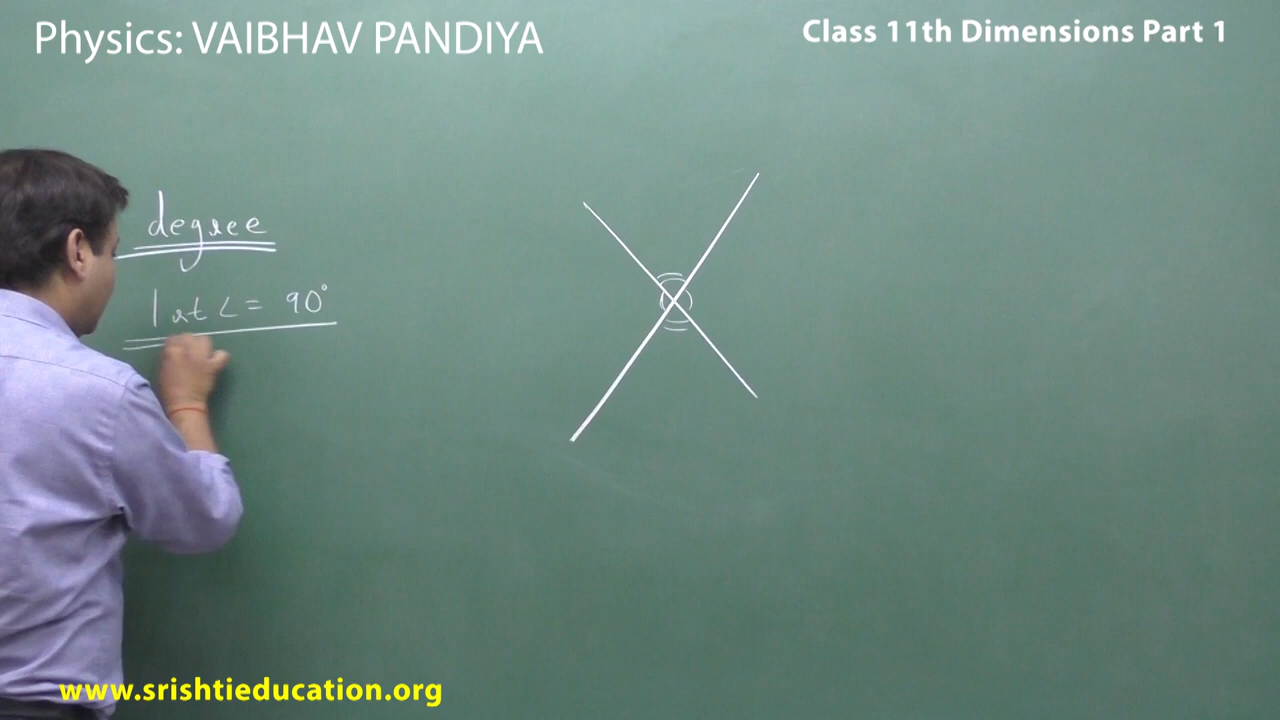 Physics: VAIBHAV PANDIYA
Class 11th Dimensions Part 1
degree
1 rt ∠ = 90°
www.srishtieducation.org